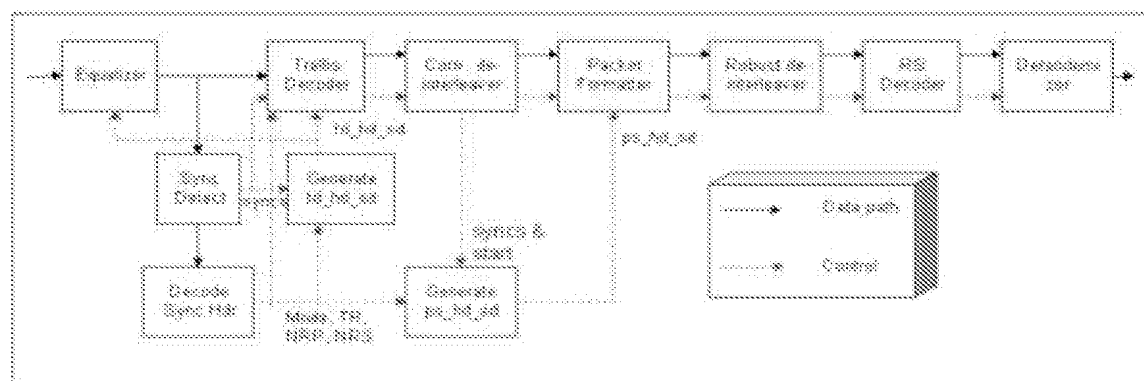 Equalizer
Trellis
Decoder
Conv. de-
interleaver
Packet
Formatter
Robust de-
interleaver
RS
Decoder
td_hd_sd
ps_hd_sd
Sync
Detect
Generate
td_hd_sd
Data path
syncs &
start
Control
Decode
Sync Hdr
Mode, TR,
NRP, NRS
Generate
ps_hd_sd